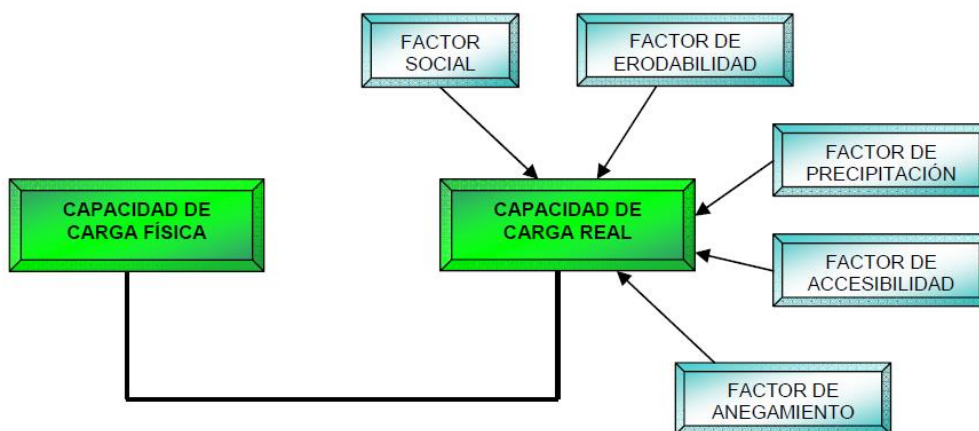 FACTOR
SOCIAL
FACTOR DE
ERODABILIDAD
FACTOR DE
PRECIPITACIÓN
CAPACIDAD DE
CARGA FÍSICA
CAPACIDAD DE
CARGA REAL
FACTOR DE
ACCESIBILIDAD
FACTOR DE
ANEGAMIENTO